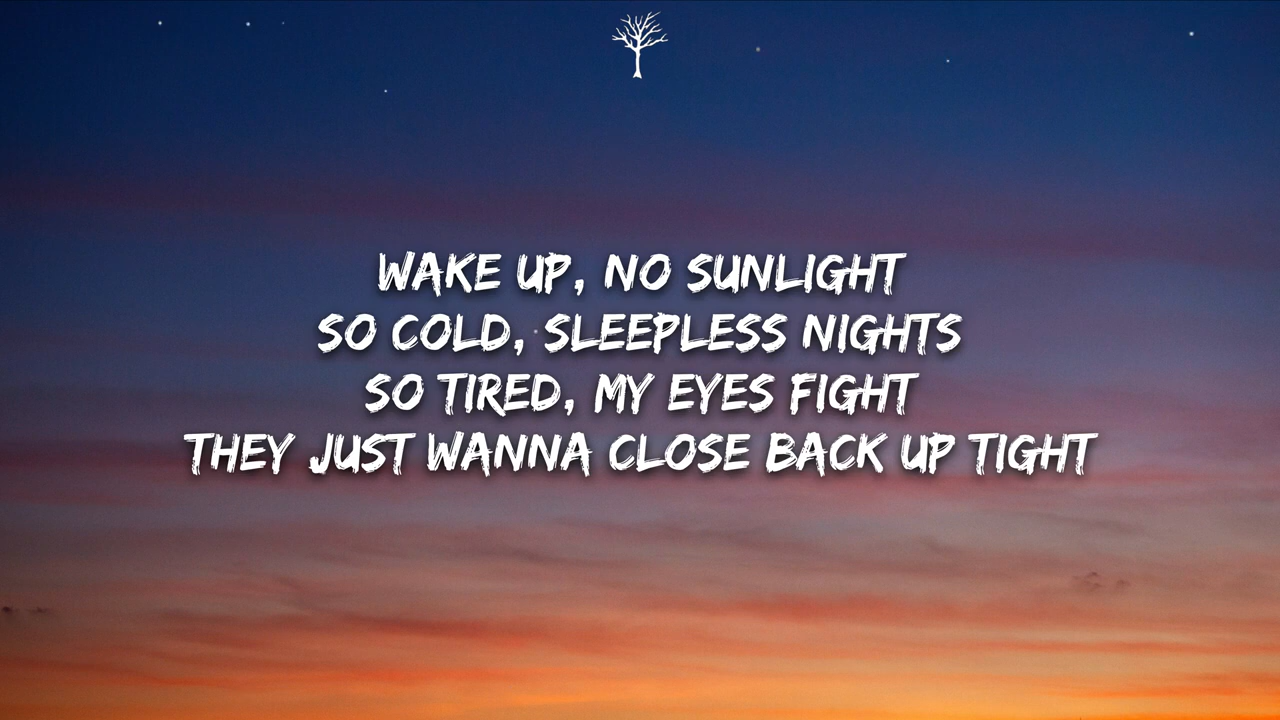 WAKE UP, NO SUNLIGHT
SO COLD, SLEEPLESS NIGHTS
SO TIRED, MY EYES FIGHT
THEY JUST WANNA CLOSE BACK UP TIGHT